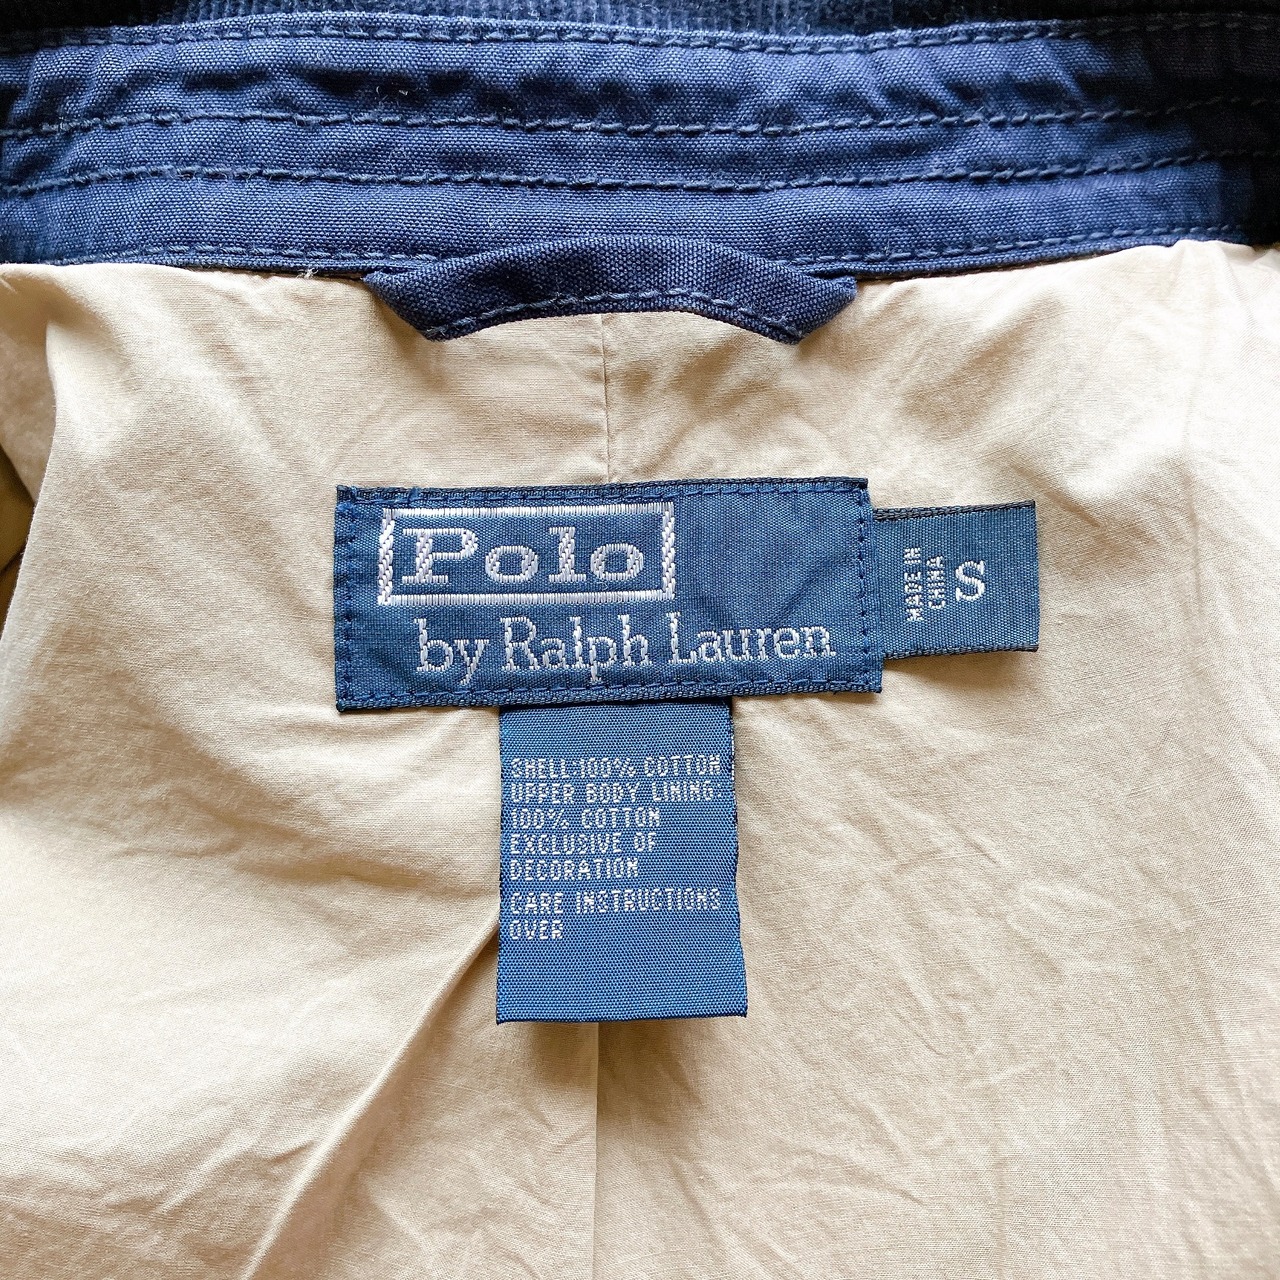 Polo
by Ralph Lauren
MADE IN
CHINA
S
SHELL 100% COTTON
UPPER BODY LINING
100% COTTON
EXCLUSIVE OF
DECORATION
CARE INSTRUCTIONS
OVER